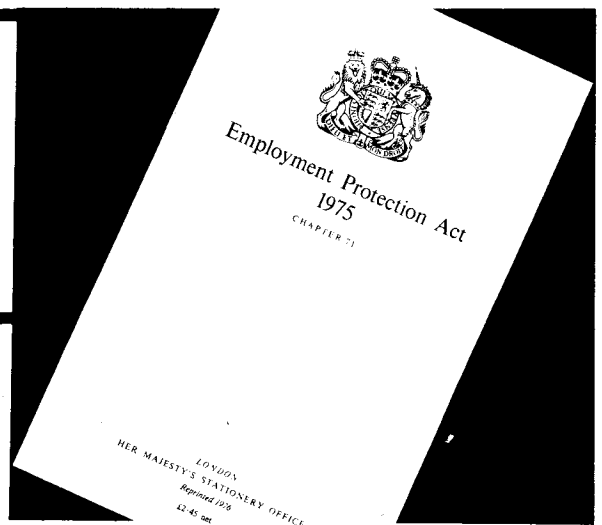 Employment Protection Act
1975
CHAPTER 71
LONDON
HER MAJESTY'S STATIONERY OFFICE
Reprinted 1976
£2.45 net